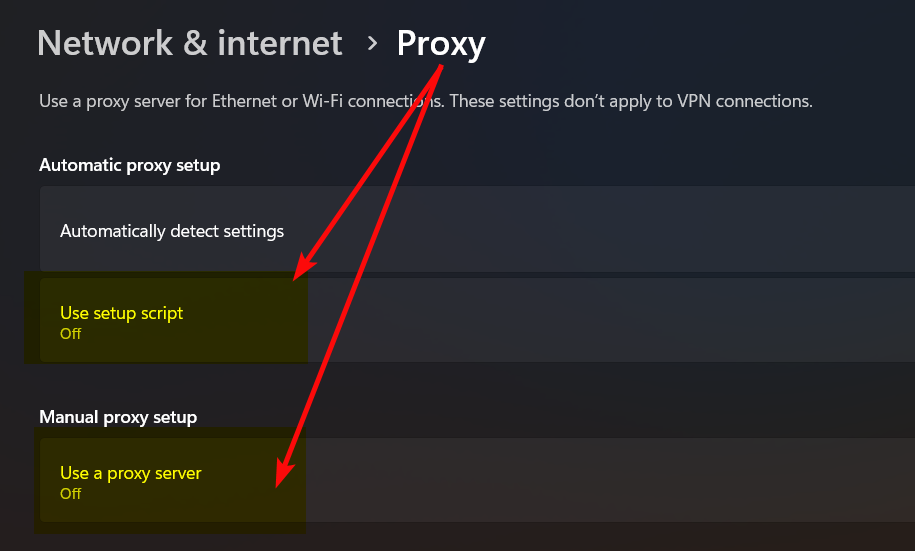 Network & internet > Proxy
Use a proxy server for Ethernet or Wi-Fi connections. These settings don't apply to VPN connections.
Automatic proxy setup
Automatically detect settings
Use setup script
Off
Manual proxy setup
Use a proxy server
Off